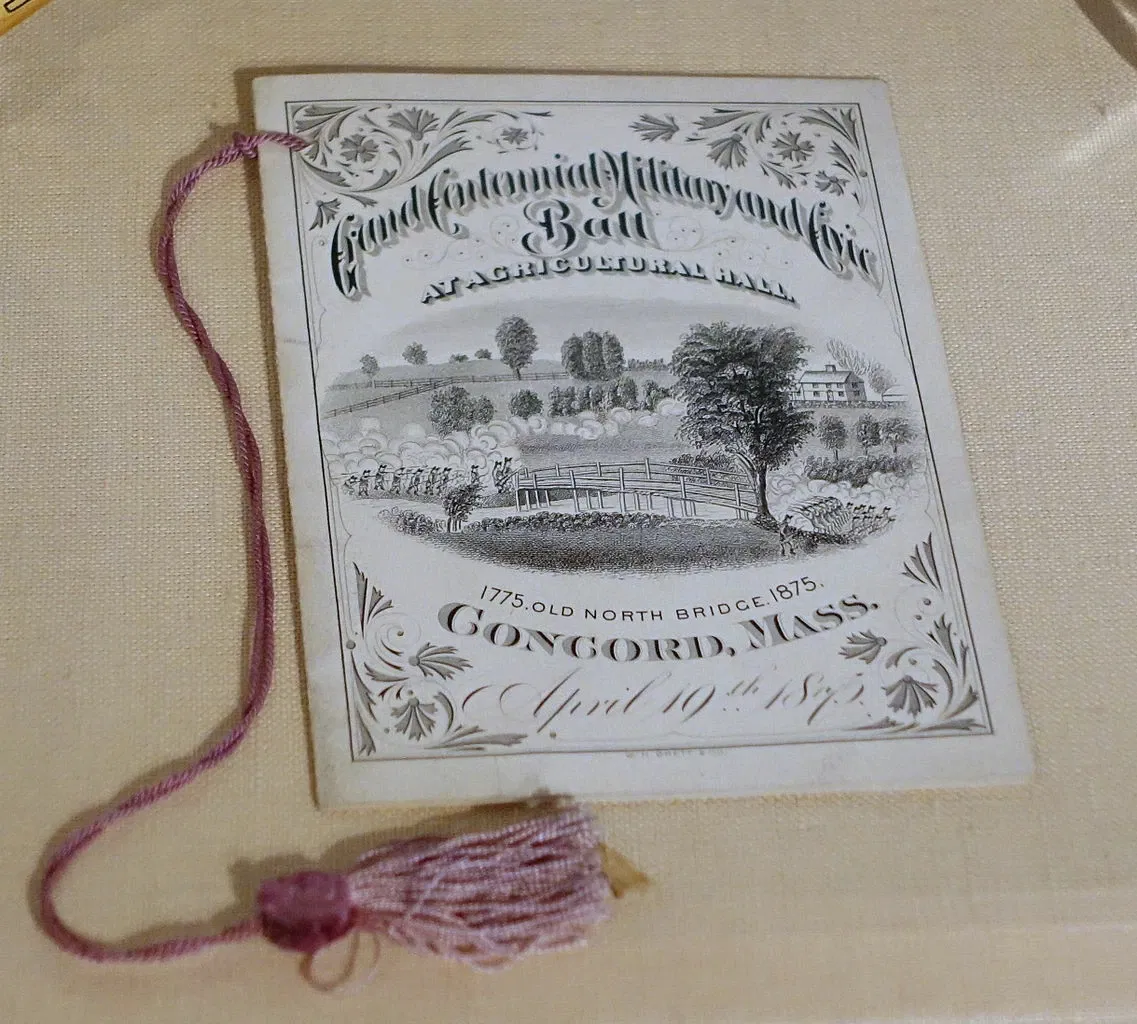 Grand Centennial Military and Civic
Ball
AT AGRICULTURAL HALL.
1775. OLD NORTH BRIDGE. 1875.
CONCORD, MASS.
April 19th 1875.